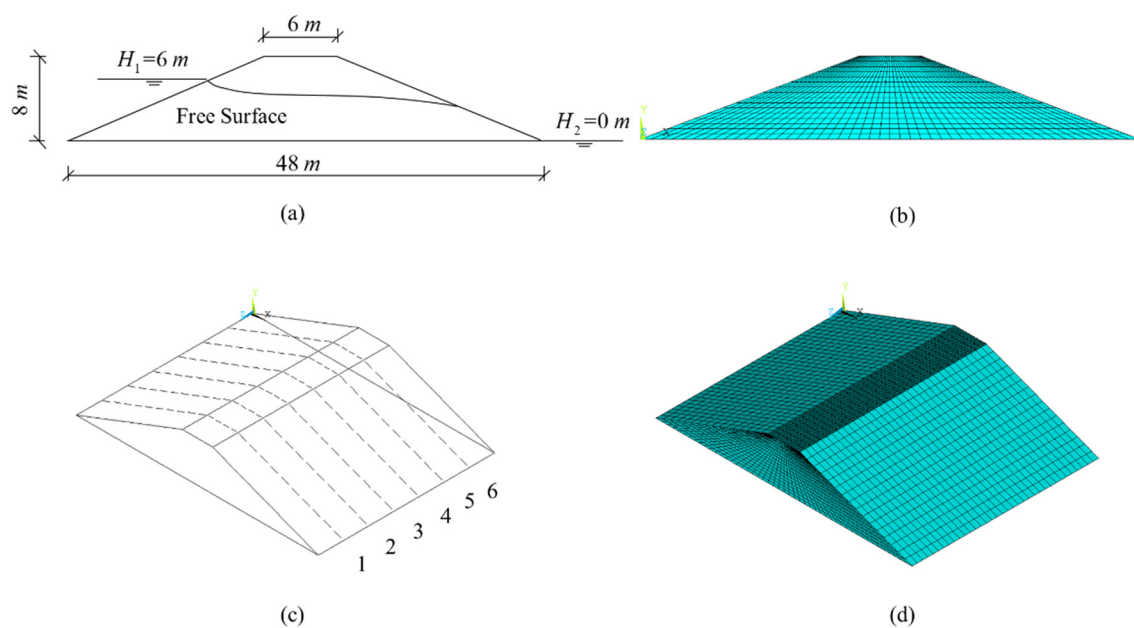 6 m
H1=6 m
8 m
Free Surface
H2=0 m
48 m
(a)
Y
Z X
(b)
Y
Z X
1
2
3
4
5
6
(c)
Y
Z X
(d)